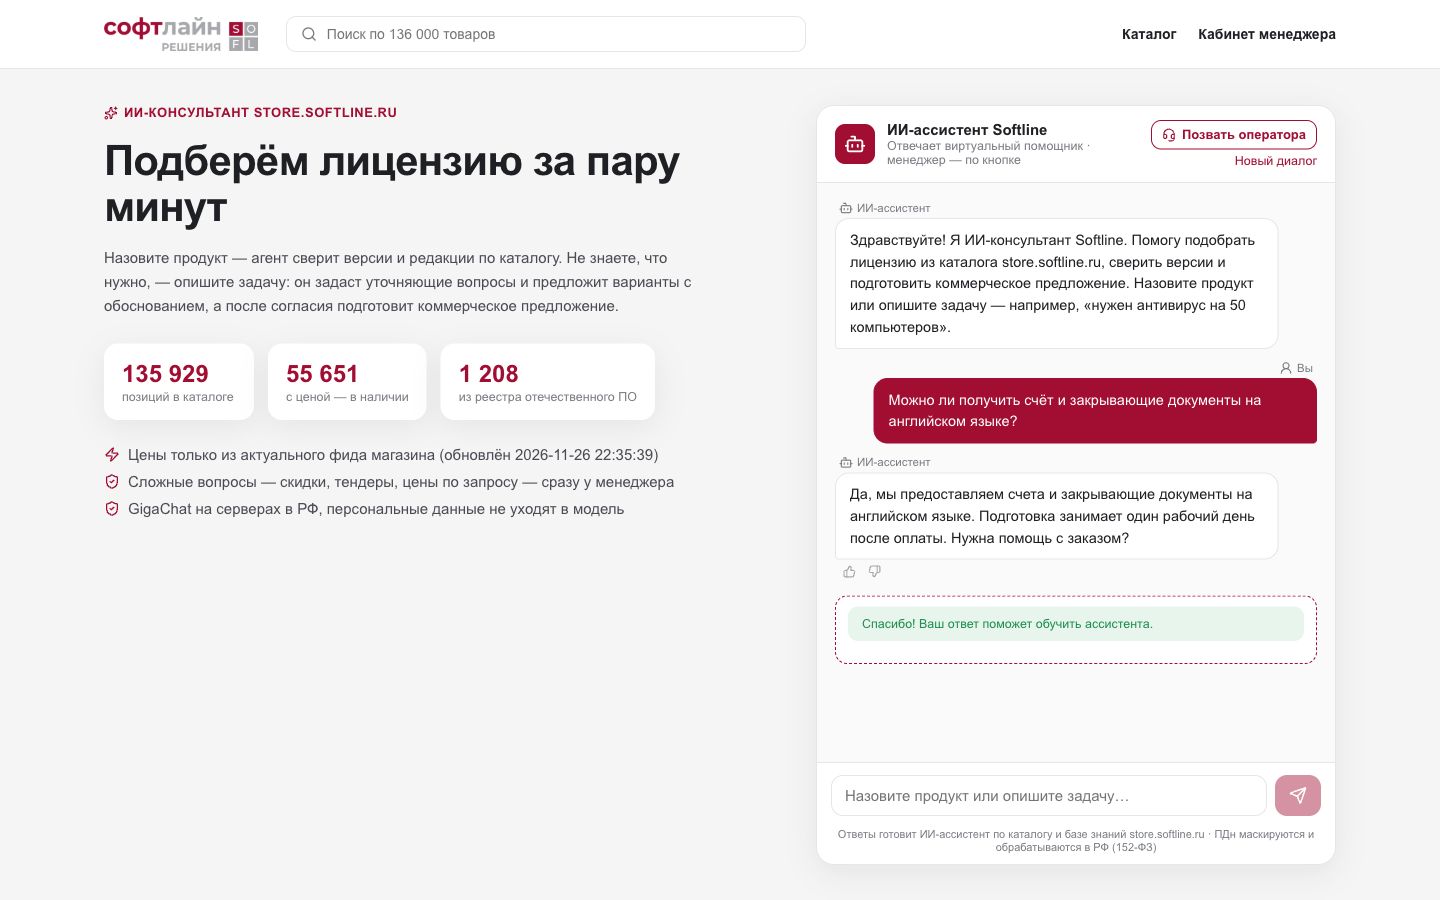 софтлайн
РЕШЕНИЯ
S O
F L
Поиск по 136 000 товаров
Каталог
Кабинет менеджера
ИИ-КОНСУЛЬТАНТ STORE.SOFTLINE.RU
Подберём лицензию за пару
минут
Назовите продукт — агент сверит версии и редакции по каталогу. Не знаете, что
нужно, — опишите задачу: он задаст уточняющие вопросы и предложит варианты с
обоснованием, а после согласия подготовит коммерческое предложение.
135 929
позиций в каталоге
55 651
с ценой — в наличии
1 208
из реестра отечественного ПО
Цены только из актуального фида магазина (обновлён 2026-11-26 22:35:39)
Сложные вопросы — скидки, тендеры, цены по запросу — сразу у менеджера
GigaChat на серверах в РФ, персональные данные не уходят в модель
ИИ-ассистент Softline
Отвечает виртуальный помощник ·
менеджер — по кнопке
Позвать оператора
Новый диалог
ИИ-ассистент
Здравствуйте! Я ИИ-консультант Softline. Помогу подобрать
лицензию из каталога store.softline.ru, сверить версии и
подготовить коммерческое предложение. Назовите продукт
или опишите задачу — например, «нужен антивирус на 50
компьютеров».
Вы
Можно ли получить счёт и закрывающие документы на
английском языке?
ИИ-ассистент
Да, мы предоставляем счета и закрывающие документы на
английском языке. Подготовка занимает один рабочий день
после оплаты. Нужна помощь с заказом?
Спасибо! Ваш ответ поможет обучить ассистента.
Назовите продукт или опишите задачу…
Ответы готовит ИИ-ассистент по каталогу и базе знаний store.softline.ru · ПДн маскируются и
обрабатываются в РФ (152-ФЗ)